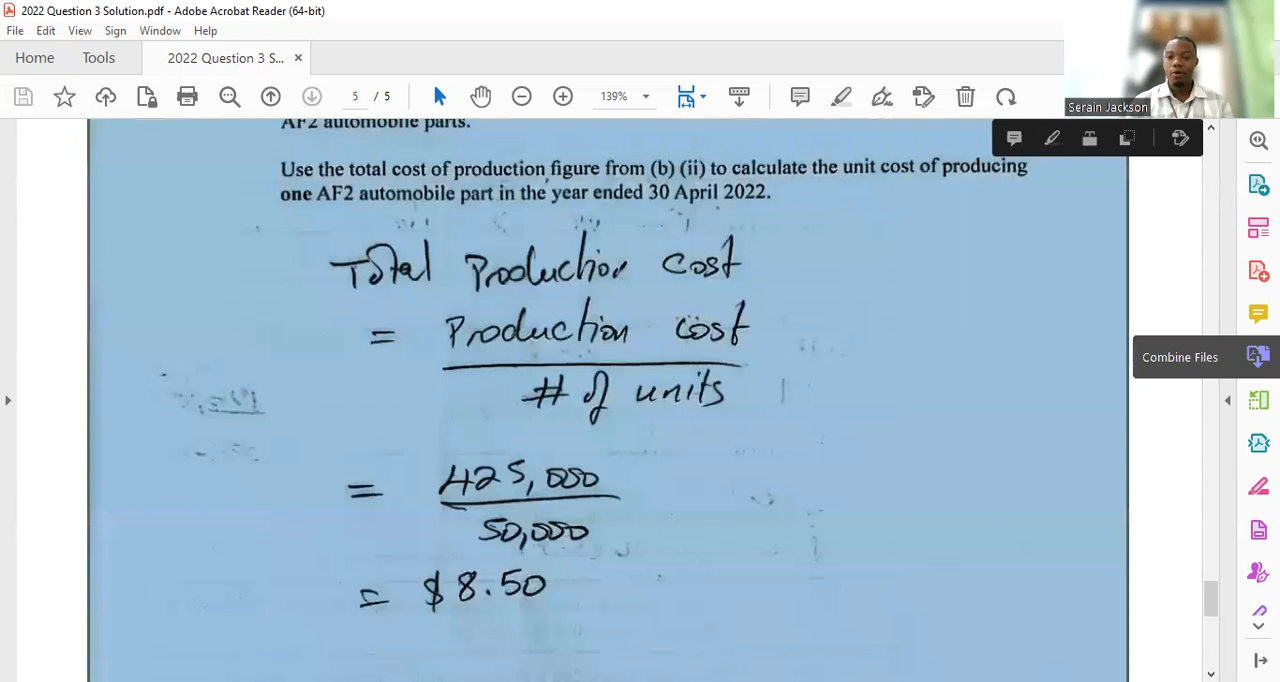 2022 Question 3 Solution.pdf - Adobe Acrobat Reader (64-bit)
File Edit View Sign Window Help
Home Tools 2022 Question 3 S... ×
5 / 5 139%
Serain Jackson
AF2 automobile parts.
Use the total cost of production figure from (b) (ii) to calculate the unit cost of producing
one AF2 automobile part in the year ended 30 April 2022.
Total Production cost
= Production cost
# of units
Combine Files
= 425,000
50,000
= $8.50